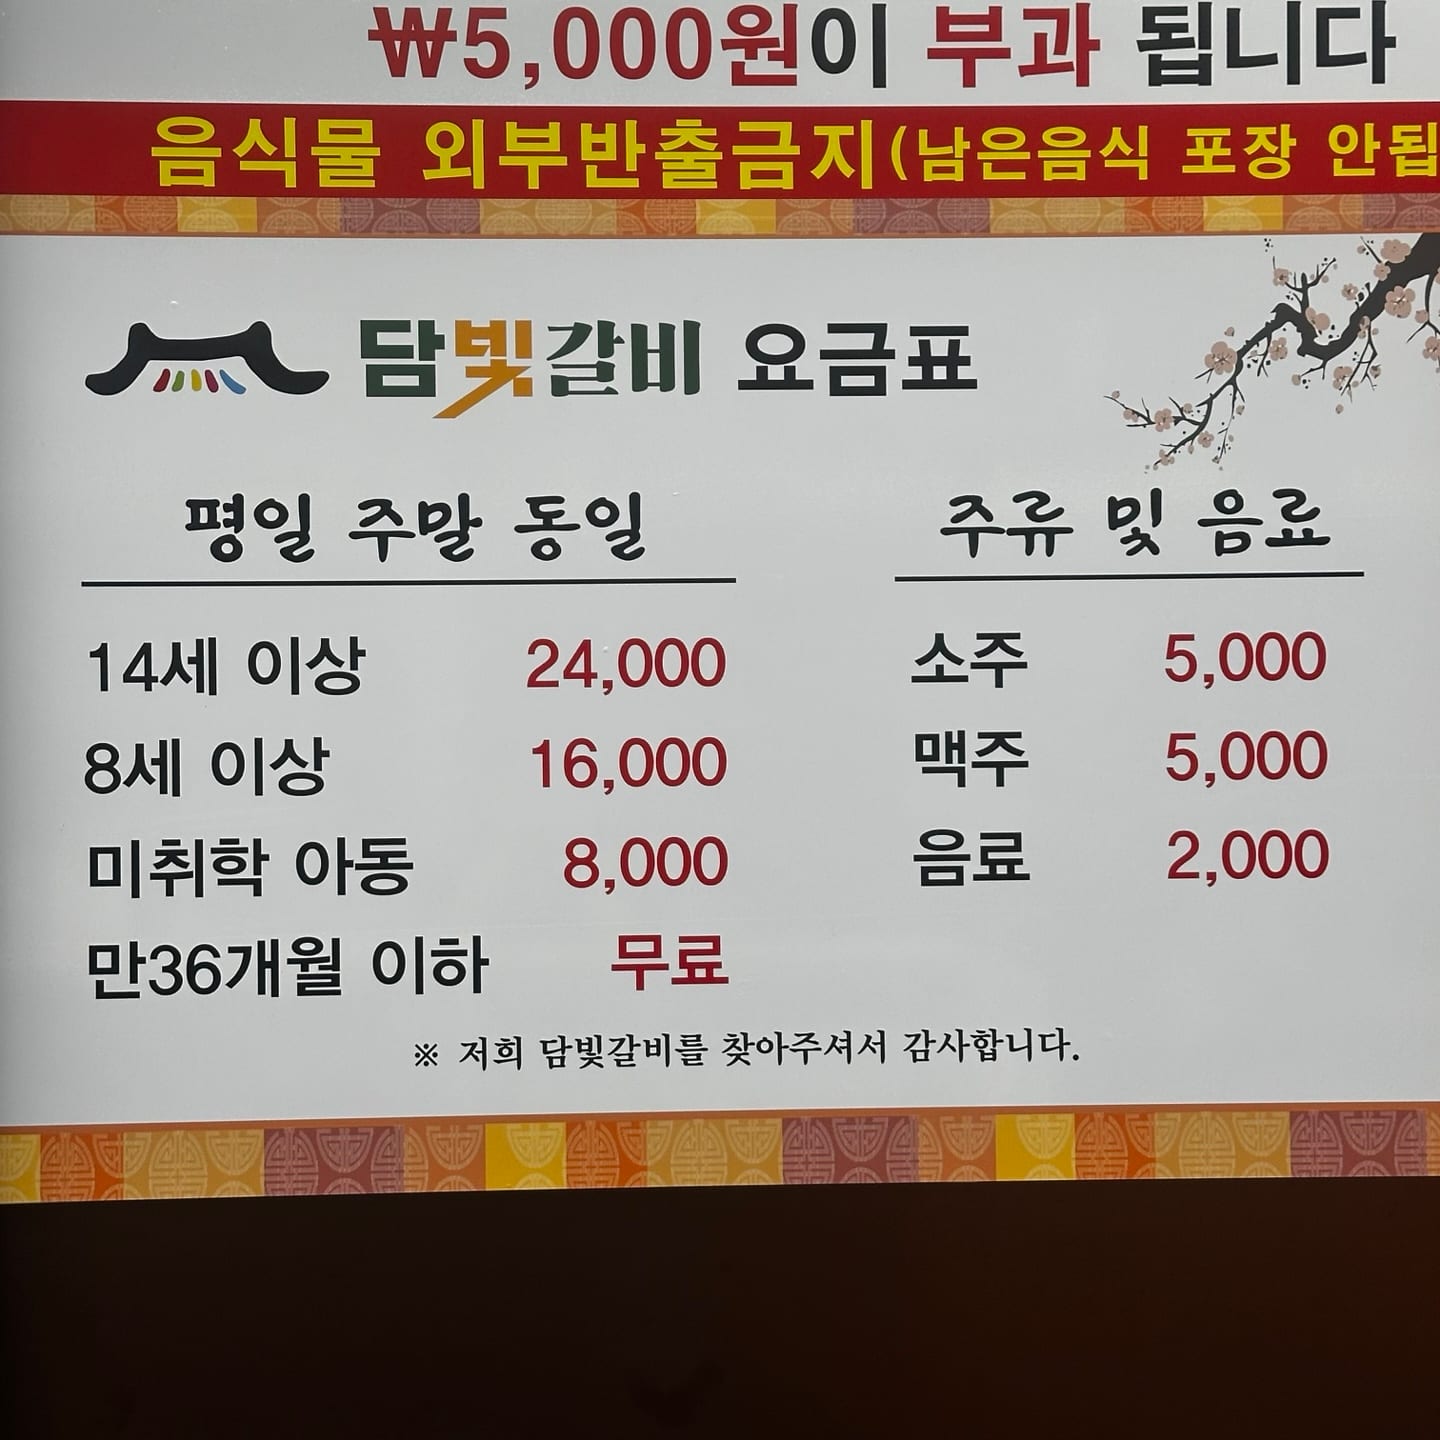 ₩5,000원이 부과 됩니다
음식물 외부반출금지(남은음식 포장 안됩
담빛갈비 요금표
평일 주말 동일
14세 이상 24,000
8세 이상 16,000
미취학 아동 8,000
만36개월 이하 무료
주류 및 음료
소주 5,000
맥주 5,000
음료 2,000
※ 저희 담빛갈비를 찾아주셔서 감사합니다.